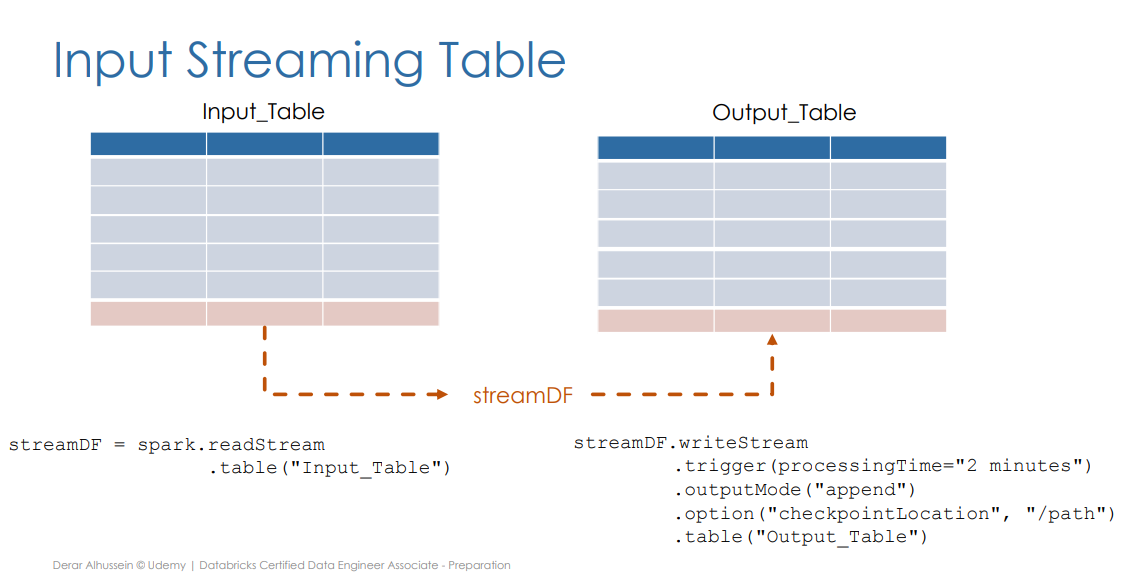 Input Streaming Table
Input_Table
Output_Table
streamDF
streamDF = spark.readStream
.table("Input_Table")
streamDF.writeStream
.trigger(processingTime="2 minutes")
.outputMode("append")
.option("checkpointLocation", "/path")
.table("Output_Table")
Derar Alhussein © Udemy | Databricks Certified Data Engineer Associate - Preparation